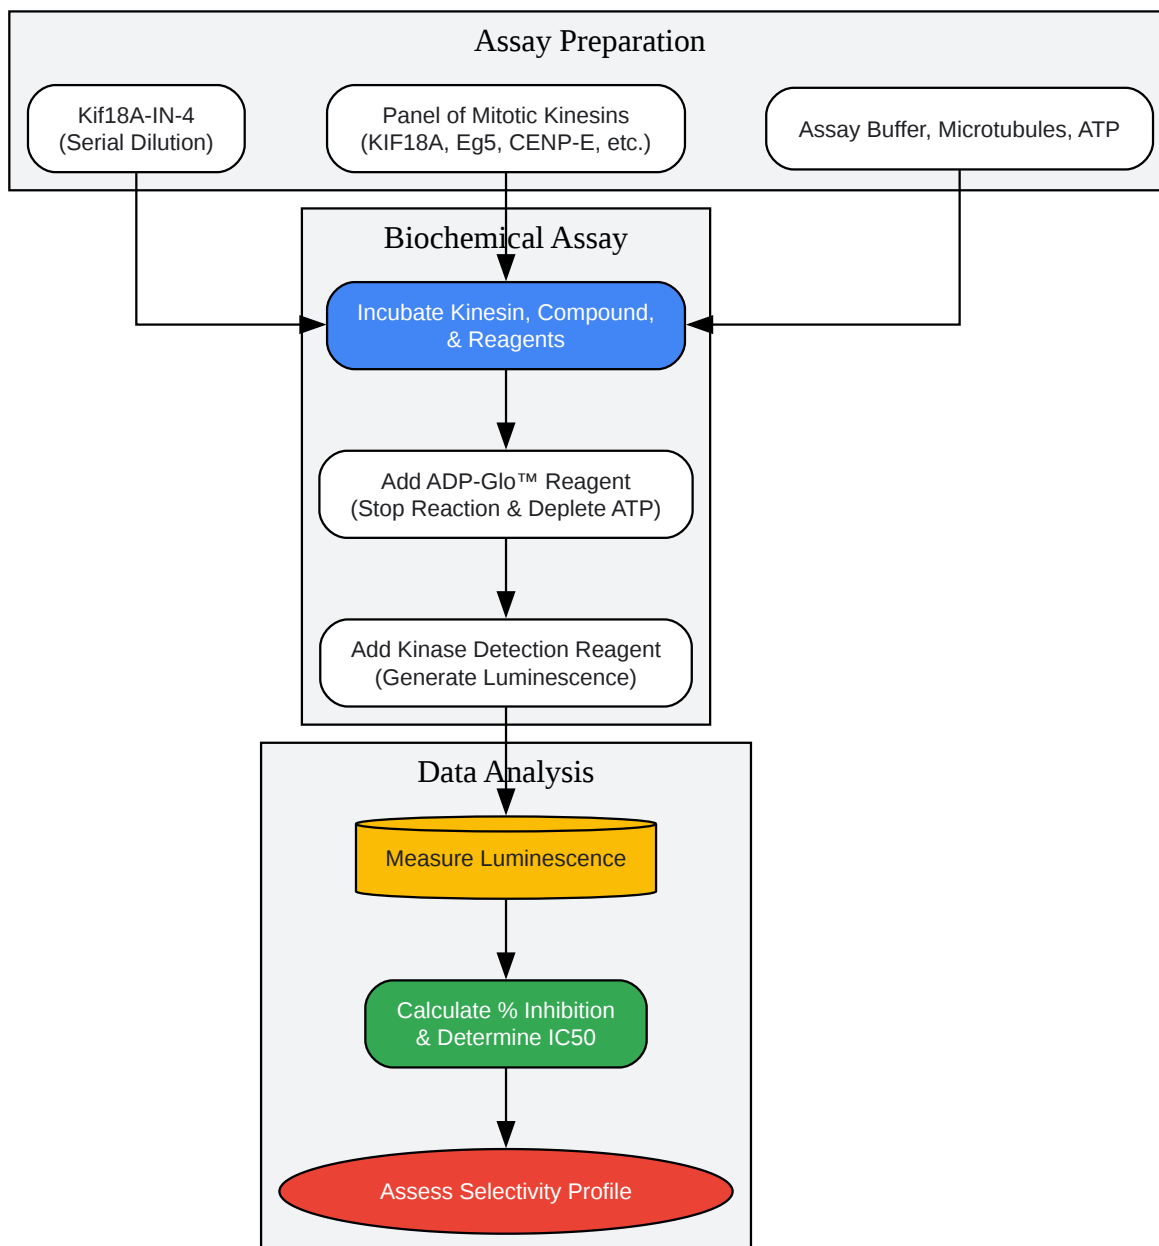 Assay Preparation
Kif18A-IN-4
(Serial Dilution)
Panel of Mitotic Kinesins
(KIF18A, Eg5, CENP-E, etc.)
Assay Buffer, Microtubules, ATP
Biochemical Assay
Incubate Kinesin, Compound,
& Reagents
Add ADP-Glo™ Reagent
(Stop Reaction & Deplete ATP)
Add Kinase Detection Reagent
(Generate Luminescence)
Data Analysis
Measure Luminescence
Calculate % Inhibition
& Determine IC50
Assess Selectivity Profile